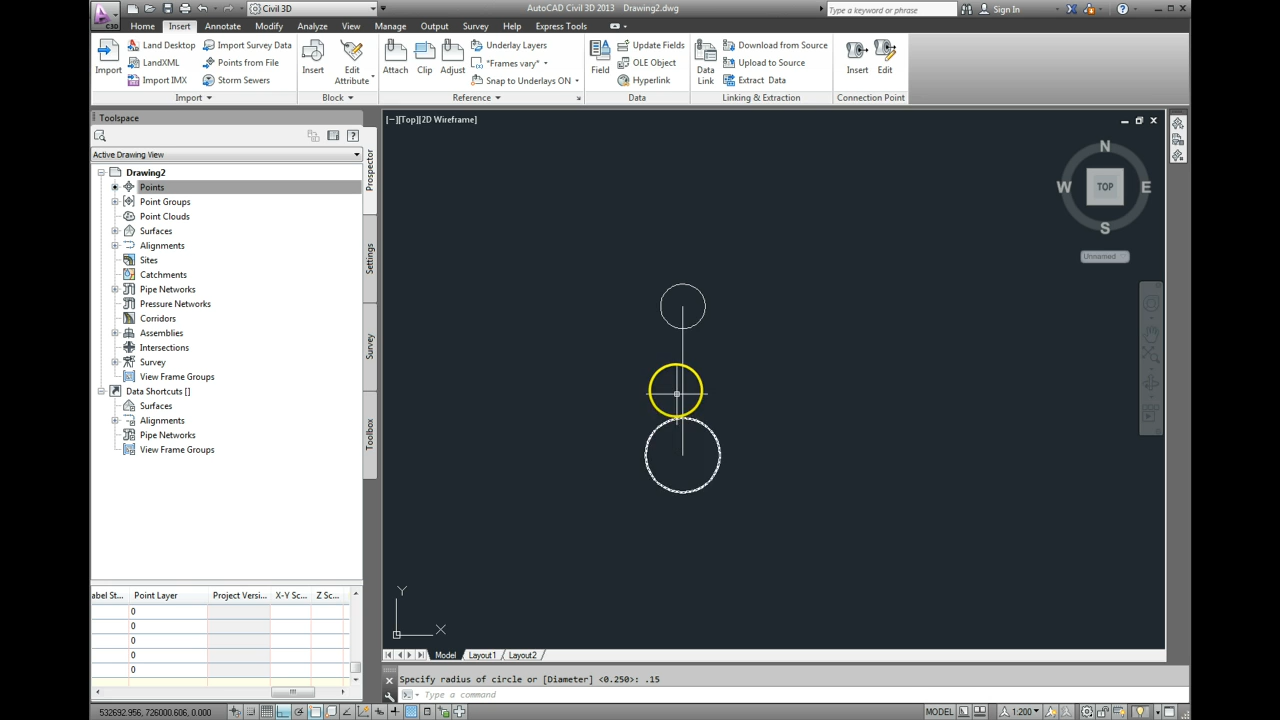 AutoCAD Civil 3D 2013 Drawing2.dwg
Civil 3D
Type a keyword or phrase
Sign In
C3D
Home Insert Annotate Modify Analyze View Manage Output Survey Help Express Tools
Import
Land Desktop
LandXML
Import IMX
Import Survey Data
Points from File
Storm Sewers
Insert
Edit
Attribute
Attach
Clip
Adjust
Underlay Layers
*Frames vary*
Snap to Underlays ON
Field
Update Fields
OLE Object
Hyperlink
Data
Link
Download from Source
Upload to Source
Extract Data
Insert
Edit
Import
Block
Reference
Data
Linking & Extraction
Connection Point
Toolspace
Active Drawing View
Drawing2
Points
Point Groups
Point Clouds
Surfaces
Alignments
Sites
Catchments
Pipe Networks
Pressure Networks
Corridors
Assemblies
Intersections
Survey
View Frame Groups
Data Shortcuts []
Surfaces
Alignments
Pipe Networks
View Frame Groups
Prospector
Settings
Survey
Toolbox
abel St... Point Layer Project Versi... X-Y Sc... Z Sc...
0
0
0
0
0
[−][Top][2D Wireframe]
N
W TOP E
S
Unnamed
Y
X
Model Layout1 Layout2
Specify radius of circle or [Diameter] <0.250>: .15
Type a command
532692.956, 726000.606, 0.000
MODEL
1:200